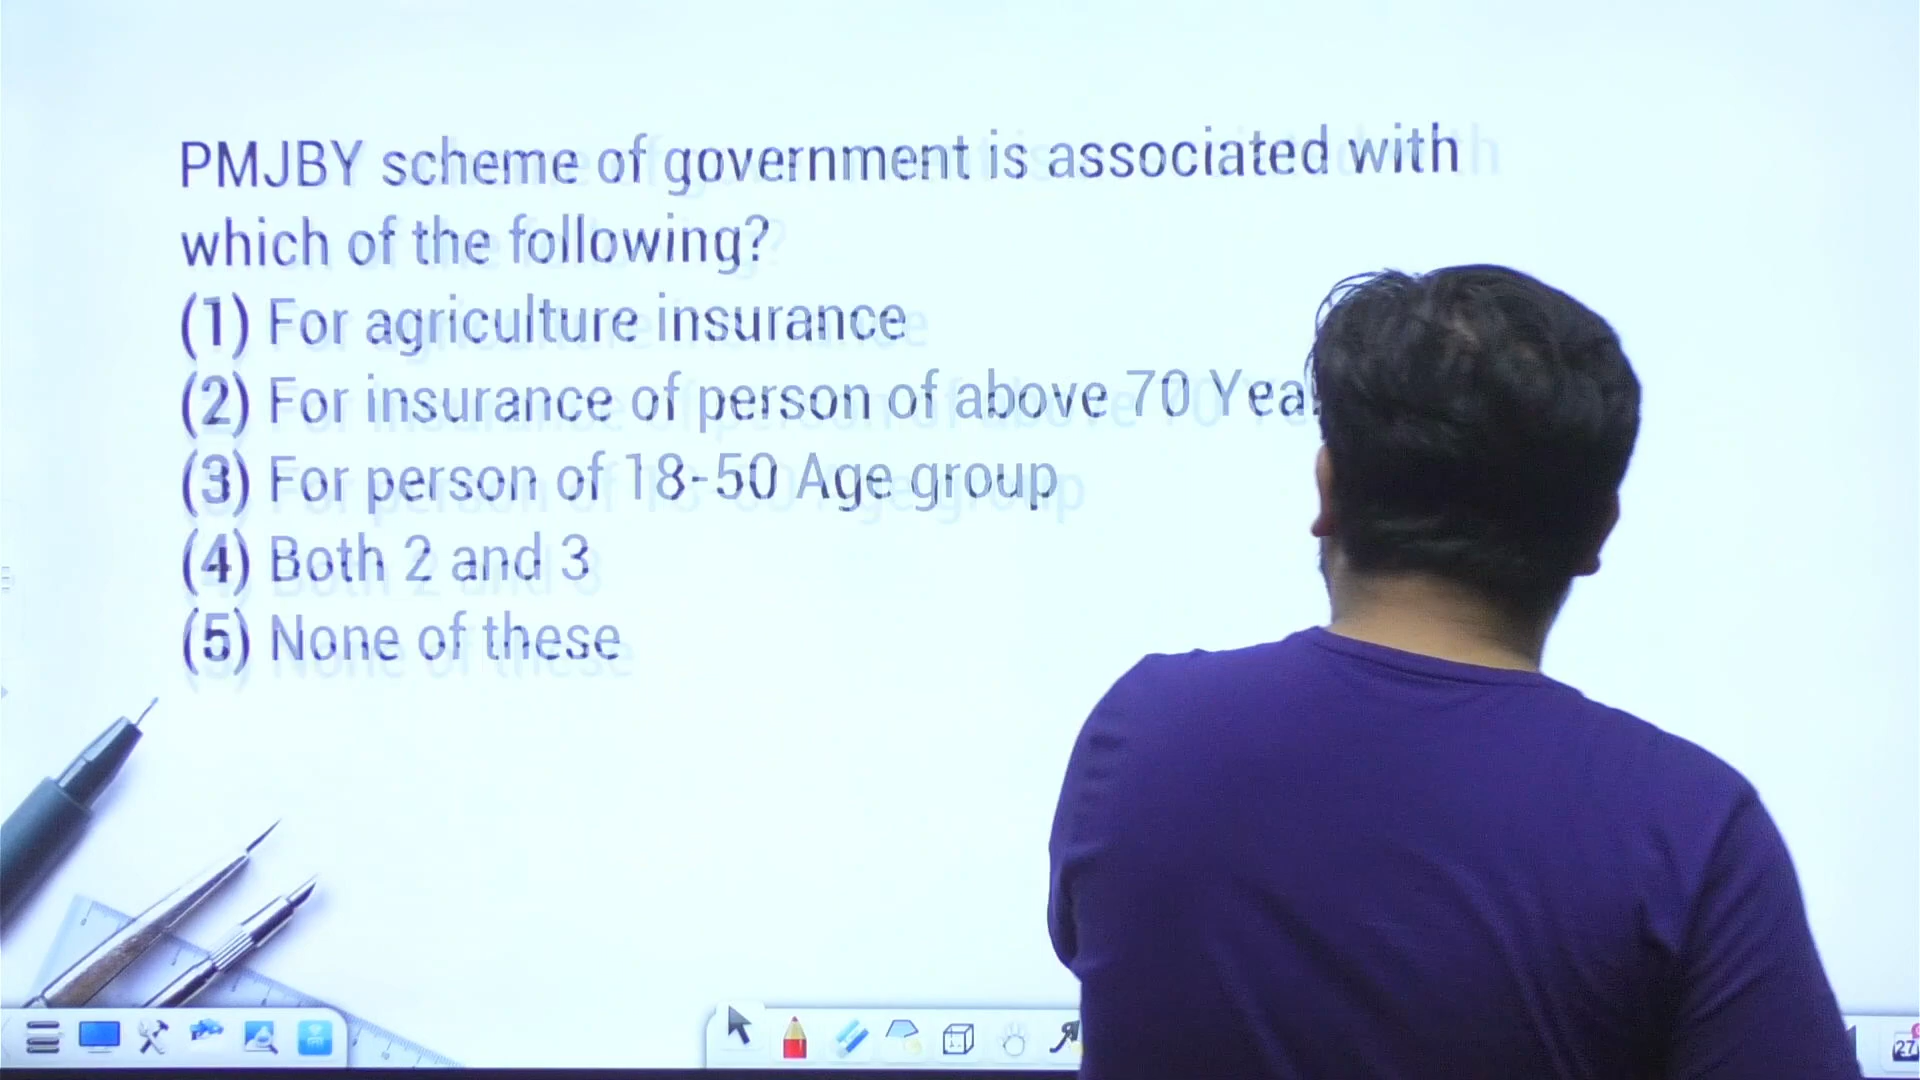 PMJBY scheme of government is associated with
which of the following?
(1) For agriculture insurance
(2) For insurance of person of above 70
(3) For person of 18-50 Age group
(4) Both 2 and 3
(5) None of these
27